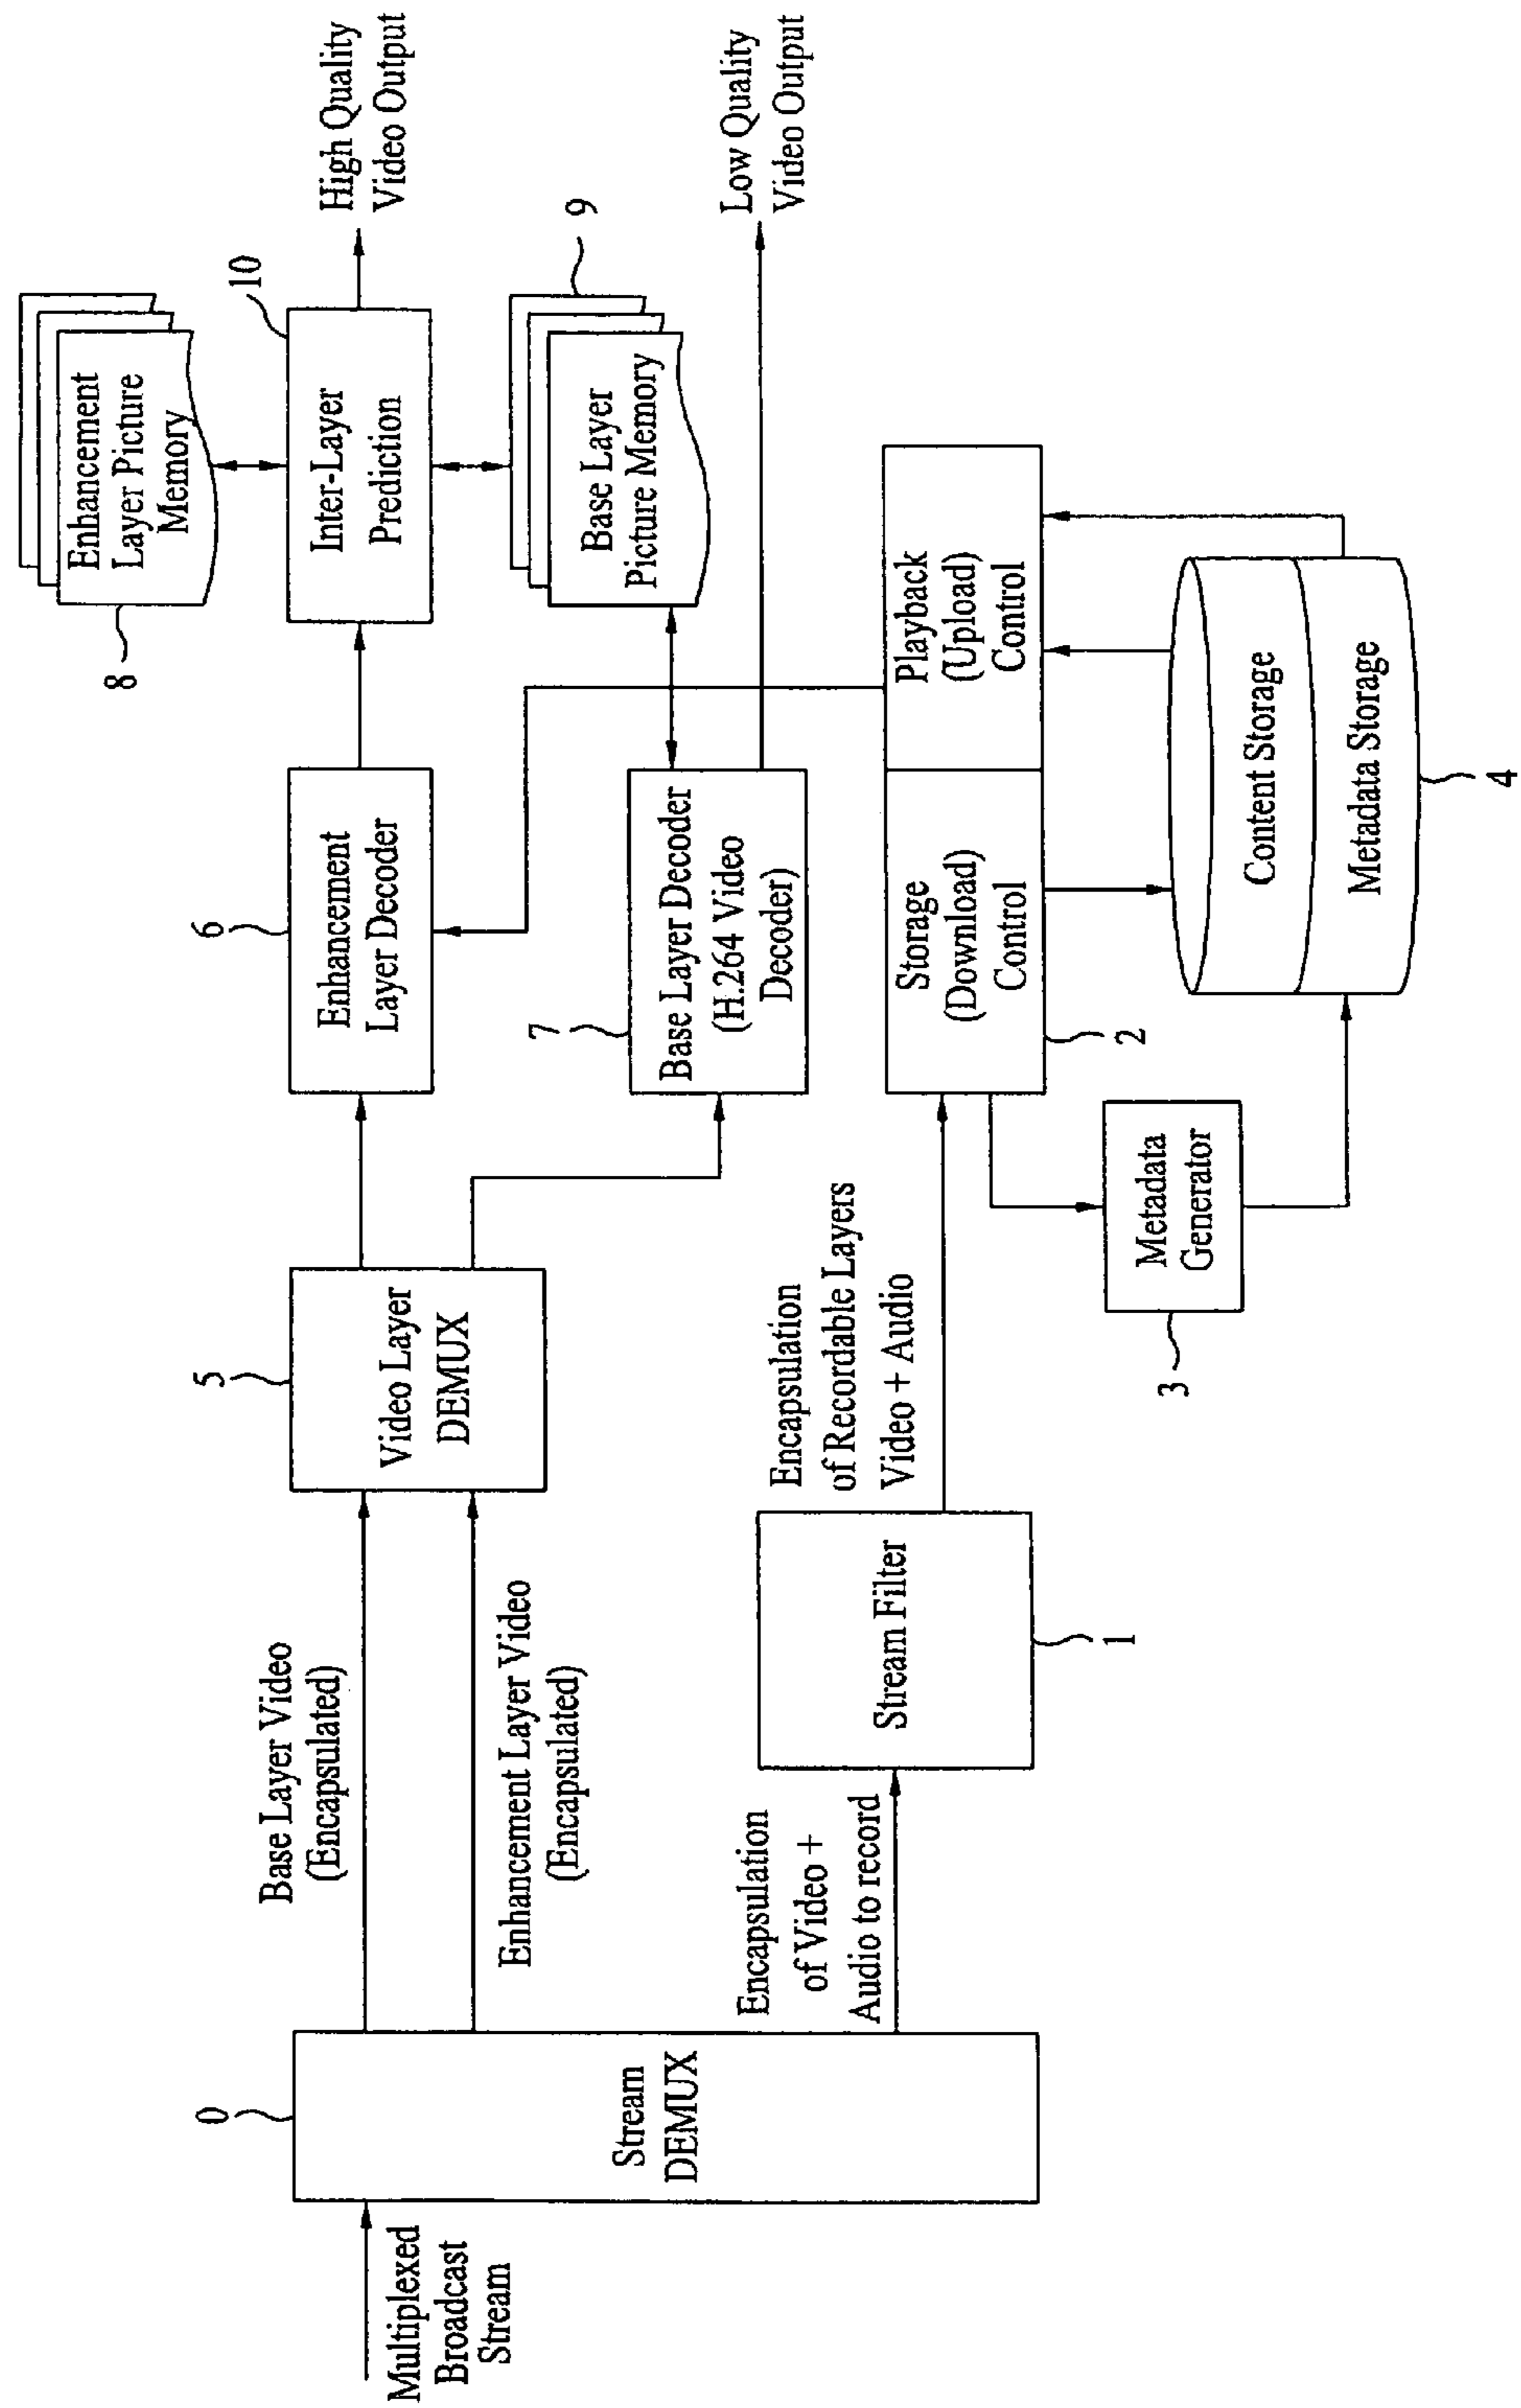 Multiplexed
Broadcast
Stream
0
Stream
DEMUX
Base Layer Video
(Encapsulated)
Enhancement Layer Video
(Encapsulated)
Encapsulation
of Video +
Audio to record
5
Video Layer
DEMUX
Stream Filter
1
Encapsulation
of Recordable Layers
Video + Audio
6
Enhancement
Layer Decoder
7
Base Layer Decoder
(H.264 Video
Decoder)
Storage
(Download)
Control
Playback
(Upload)
Control
2
Metadata
Generator
3
Content Storage
Metadata Storage
4
8
Enhancement
Layer Picture
Memory
10
Inter-Layer
Prediction
Base Layer
Picture Memory
9
High Quality
Video Output
Low Quality
Video Output